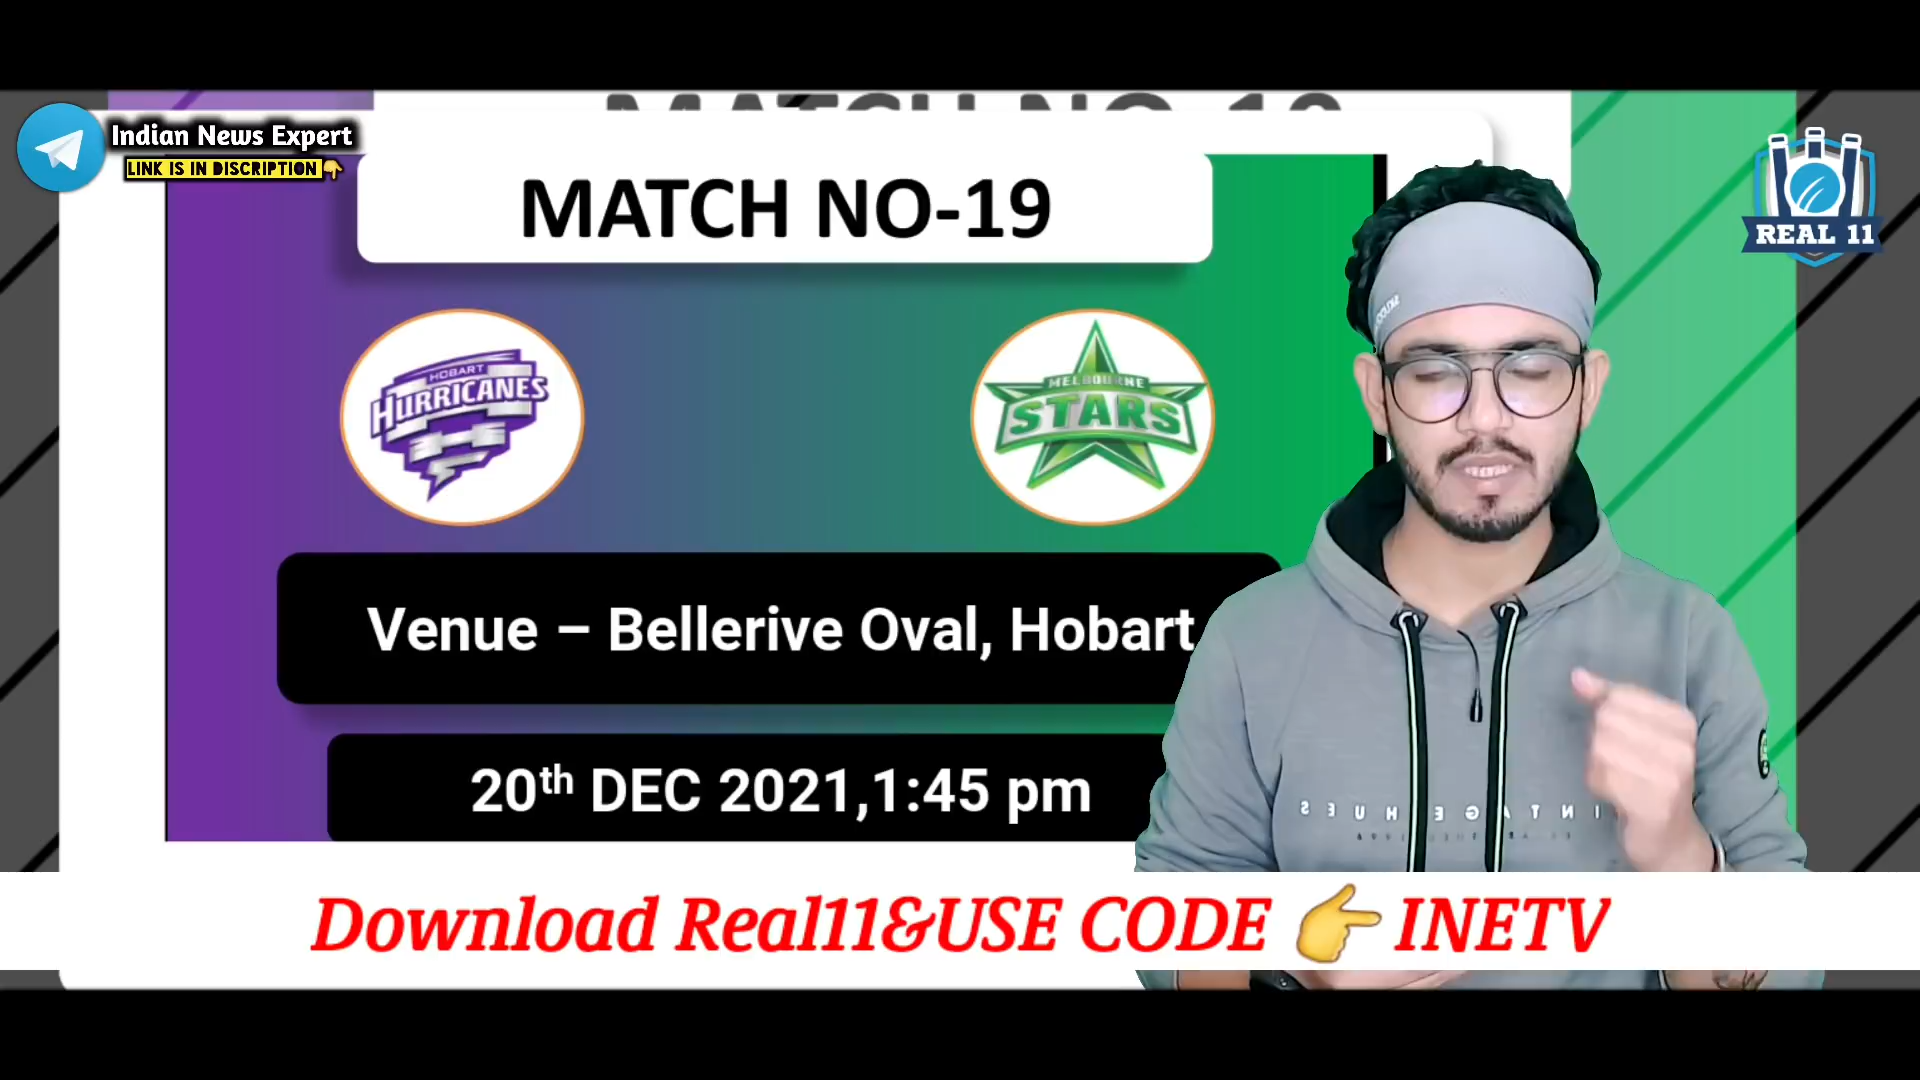 Indian News Expert
LINK IS IN DISCRIPTION
MATCH NO-19
REAL 11
HOBART
HURRICANES
MELBOURNE
STARS
Venue – Bellerive Oval, Hobart
20th DEC 2021,1:45 pm
Download Real11&USE CODE 👉 INETV